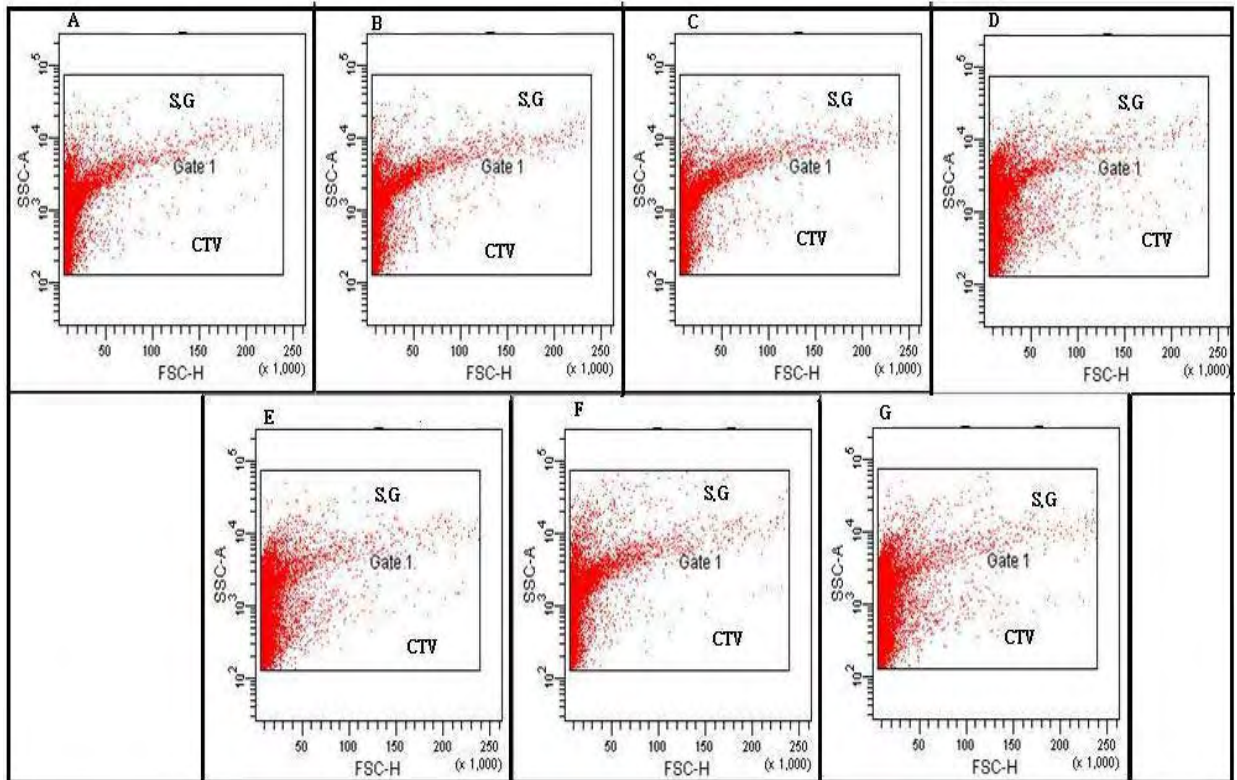 A
10^5
10^4
10^3
10^2
SSC-A
S,G
Gate 1
CTV
50 100 150 200 250
FSC-H (x 1,000)
B
10^5
10^4
10^3
10^2
SSC-A
S,G
Gate 1
CTV
50 100 150 200 250
FSC-H (x 1,000)
C
10^5
10^4
10^3
10^2
SSC-A
S,G
Gate 1
CTV
50 100 150 200 250
FSC-H (x 1,000)
D
10^5
10^4
10^3
10^2
SSC-A
S,G
Gate 1
CTV
50 100 150 200 250
FSC-H (x 1,000)
E
10^5
10^4
10^3
10^2
SSC-A
S,G
Gate 1
CTV
50 100 150 200 250
FSC-H (x 1,000)
F
10^5
10^4
10^3
10^2
SSC-A
S,G
Gate 1
CTV
50 100 150 200 250
FSC-H (x 1,000)
G
10^5
10^4
10^3
10^2
SSC-A
S,G
Gate 1
CTV
50 100 150 200 250
FSC-H (x 1,000)